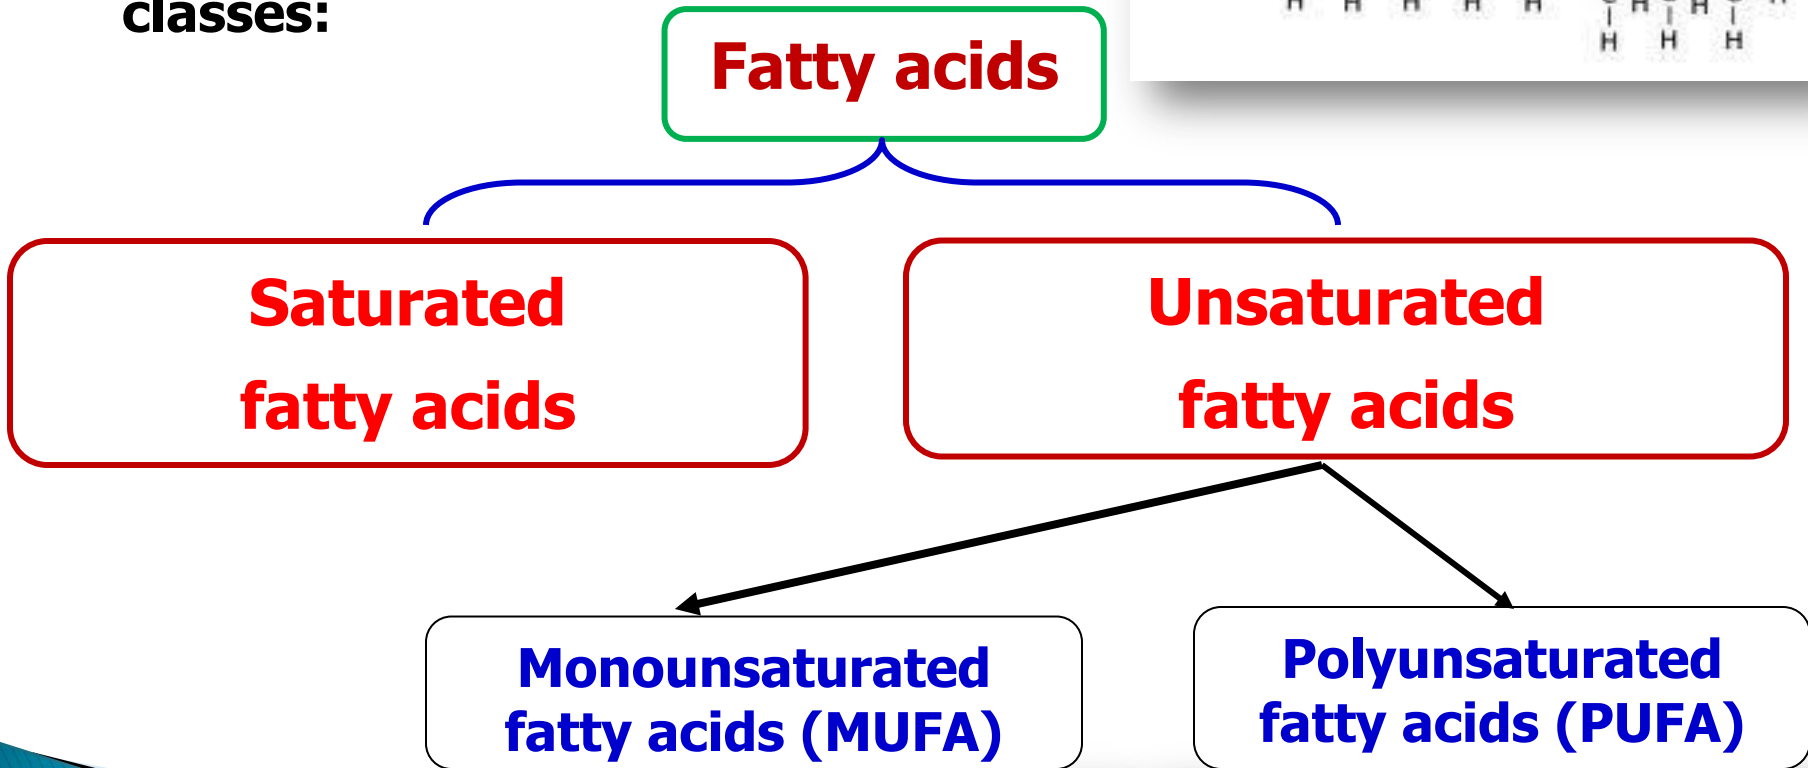 classes:
H H H H H H H H
H H H
Fatty acids
Saturated
fatty acids
Unsaturated
fatty acids
Monounsaturated
fatty acids (MUFA)
Polyunsaturated
fatty acids (PUFA)